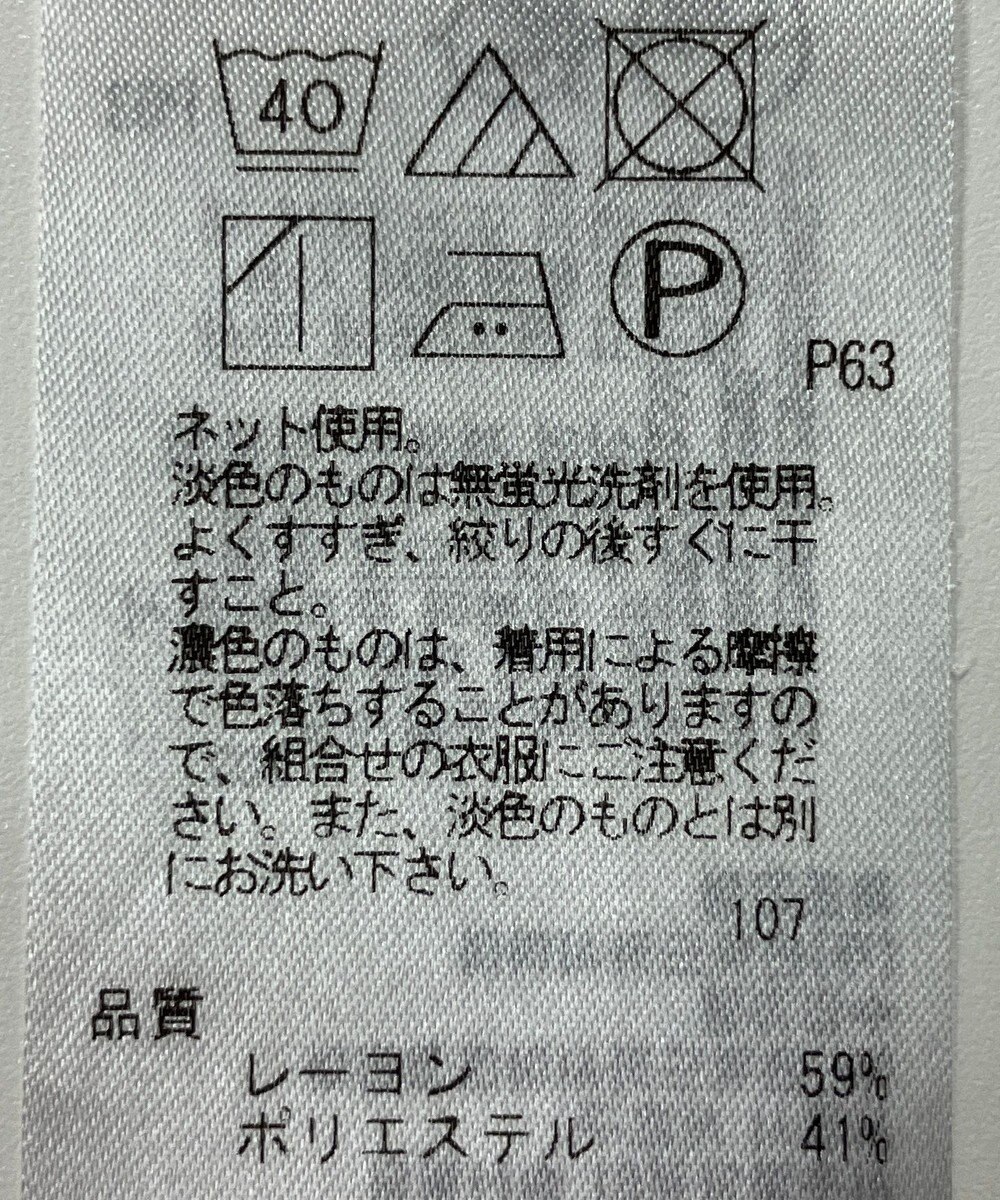 40
P
P63
ネット使用。
淡色のものは無蛍光洗剤を使用。
よくすすぎ、絞りの後すぐに干
すこと。
濃色のものは、着用による摩擦
で色落ちすることがありますの
で、組合せの衣服にご注意くだ
さい。また、淡色のものとは別
にお洗い下さい。
107
品質
レーヨン 59%
ポリエステル 41%